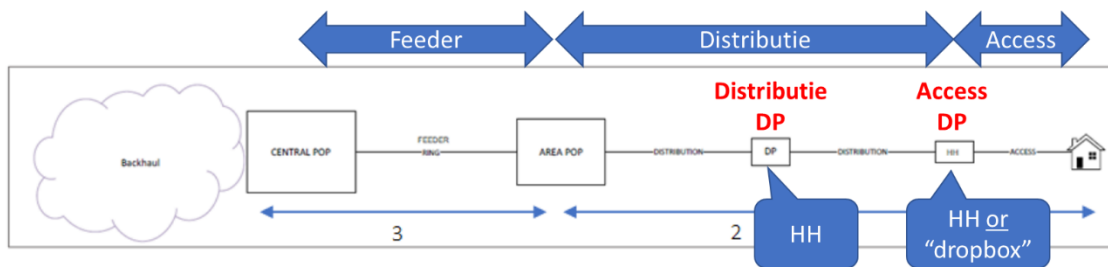 Feeder
Distributie
Access
Distributie
DP
Access
DP
Backhaul
CENTRAL POP
FEEDER
RING
AREA POP
DISTRIBUTION
DP
DISTRIBUTION
HH
ACCESS
3
2
HH
HH or
“dropbox”